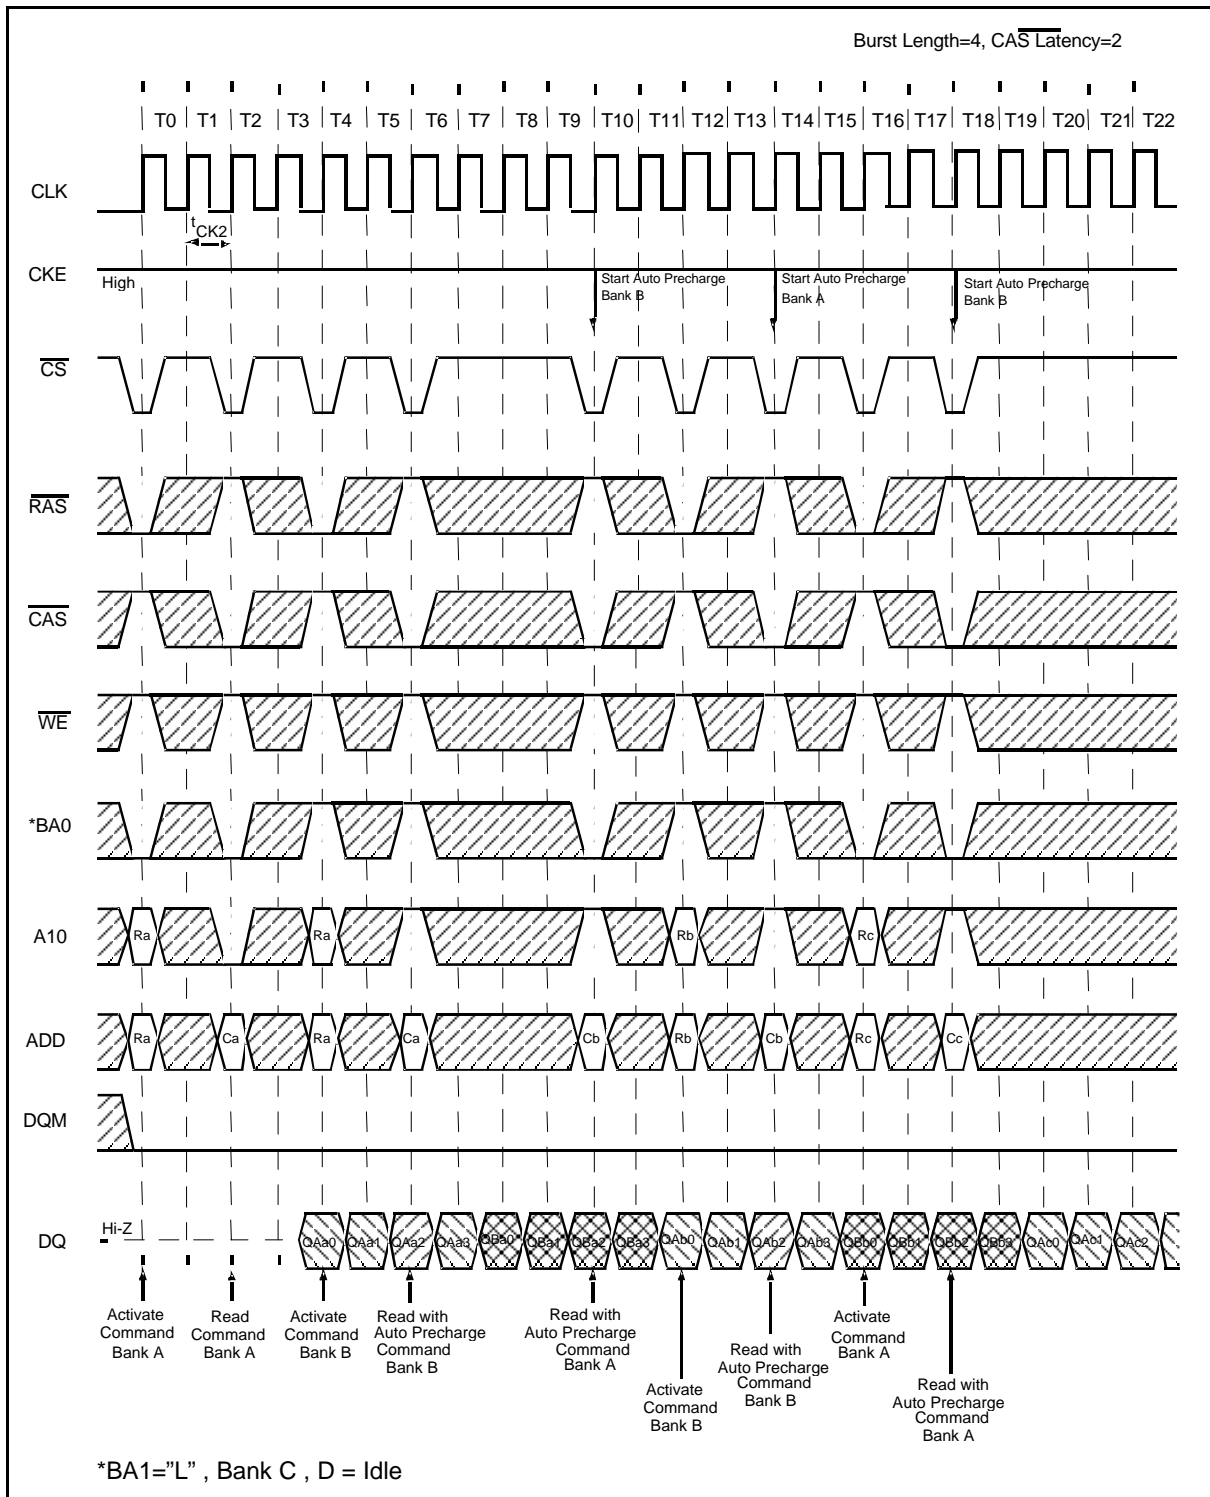 Burst Length=4, CAS Latency=2
T0 T1 T2 T3 T4 T5 T6 T7 T8 T9 T10 T11 T12 T13 T14 T15 T16 T17 T18 T19 T20 T21 T22
CLK
tCK2
CKE
High
Start Auto Precharge
Bank B
Start Auto Precharge
Bank A
Start Auto Precharge
Bank B
CS
RAS
CAS
WE
*BA0
A10
Ra Ra Rb Rc
ADD
Ra Ca Ra Ca Cb Rb Cb Rc Cc
DQM
Hi-Z
DQ
QAa0 QAa1 QAa2 QAa3 QBa0 QBa1 QBa2 QBa3 QAb0 QAb1 QAb2 QAb3 QBb0 QBb1 QBb2 QBb3 QAc0 QAc1 QAc2
Activate
Command
Bank A
Read
Command
Bank A
Activate
Command
Bank B
Read with
Auto Precharge
Command
Bank B
Read with
Auto Precharge
Command
Bank A
Activate
Command
Bank B
Read with
Auto Precharge
Command
Bank B
Activate
Command
Bank A
Read with
Auto Precharge
Command
Bank A
*BA1=”L” , Bank C , D = Idle